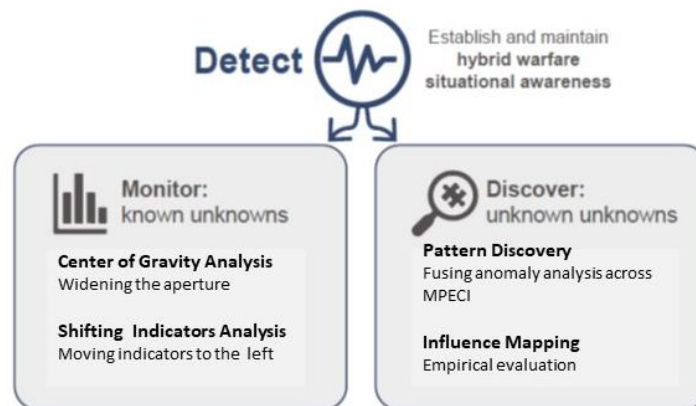 Detect
Establish and maintain
hybrid warfare
situational awareness
Monitor:
known unknowns
Center of Gravity Analysis
Widening the aperture
Shifting Indicators Analysis
Moving indicators to the left
Discover:
unknown unknowns
Pattern Discovery
Fusing anomaly analysis across
MPECI
Influence Mapping
Empirical evaluation